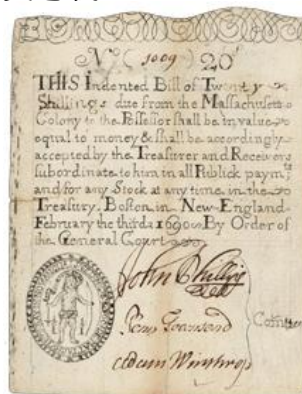 No ( 1009 ) 20s
THIS Indented Bill of Twenty
Shillings due from the Massachusets
Colony to the Possessor shall be in value
equal to money & shall be accordingly
accepted by the Treasurer and Receivers
subordinate to him in all Publick paymts
and for any Stock at any time in the
Treasury. Boston in New-England
February the third 1690 By Order of
the General Court
John Phillips
Penn Townsend
Adam Winthrop